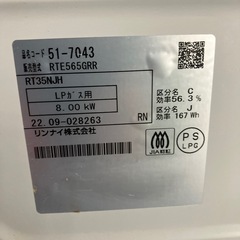 品名コード 51-7043
販売型式 RTE565GRR
RT35NJH
LPガス用
8.00 kW
22.09-028263 RN
リンナイ株式会社
区分名 C
効率56.3%
区分名 J
効率 167 Wh
JIA
PS
LPG